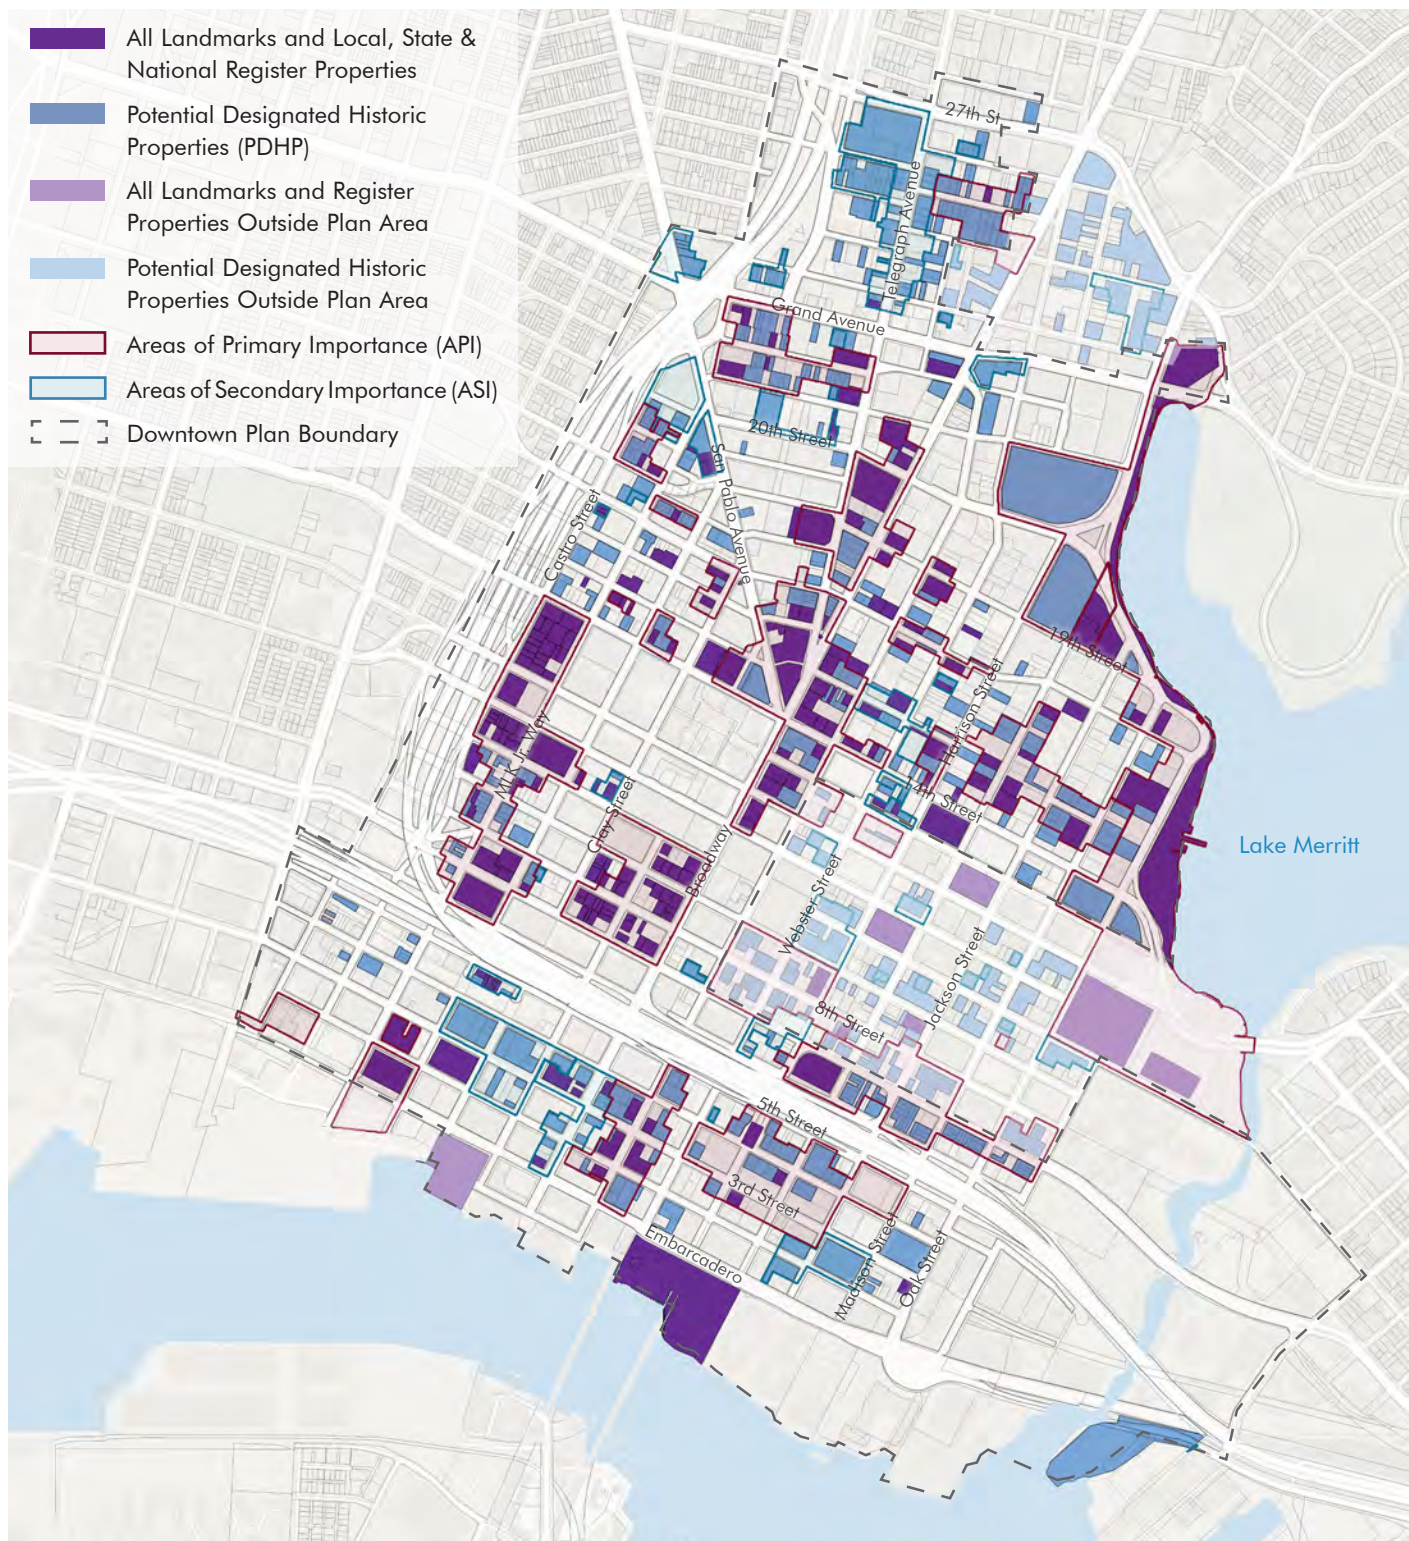 All Landmarks and Local, State &
National Register Properties
Potential Designated Historic
Properties (PDHP)
All Landmarks and Register
Properties Outside Plan Area
Potential Designated Historic
Properties Outside Plan Area
Areas of Primary Importance (API)
Areas of Secondary Importance (ASI)
Downtown Plan Boundary
27th St
Telegraph Avenue
Grand Avenue
20th Street
San Pablo Avenue
Castro Street
19th Street
Harrison Street
MLK Jr. Way
14th Street
Clay Street
Broadway
Lake Merritt
Webster Street
Jackson Street
8th Street
5th Street
3rd Street
Embarcadero
Madison Street
Oak Street